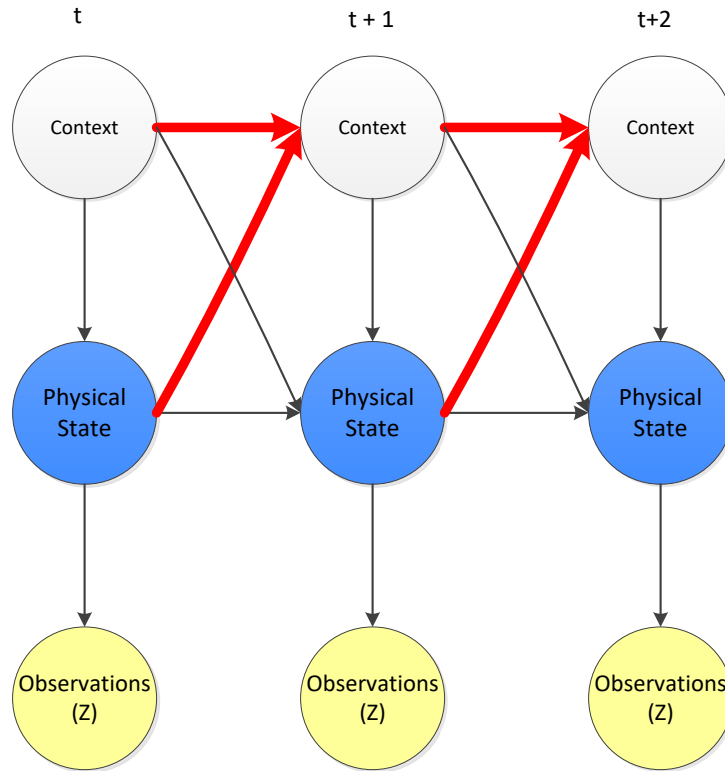 t
t + 1
t+2
Context
Context
Context
Physical
State
Physical
State
Physical
State
Observations
(Z)
Observations
(Z)
Observations
(Z)